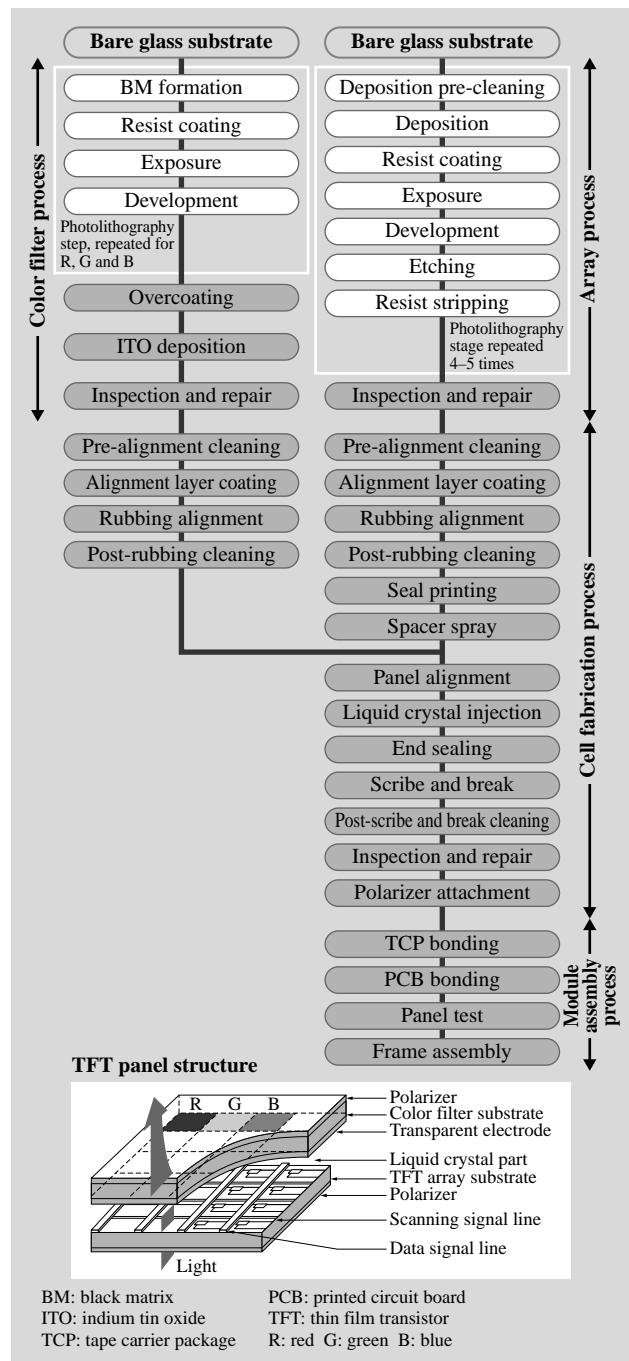 Bare glass substrate
BM formation
Resist coating
Exposure
Development
Photolithography
step, repeated for
R, G and B
Overcoating
ITO deposition
Inspection and repair
Color filter process
Pre-alignment cleaning
Alignment layer coating
Rubbing alignment
Post-rubbing cleaning
Bare glass substrate
Deposition pre-cleaning
Deposition
Resist coating
Exposure
Development
Etching
Resist stripping
Photolithography
stage repeated
4–5 times
Inspection and repair
Array process
Pre-alignment cleaning
Alignment layer coating
Rubbing alignment
Post-rubbing cleaning
Seal printing
Spacer spray
Panel alignment
Liquid crystal injection
End sealing
Scribe and break
Post-scribe and break cleaning
Inspection and repair
Polarizer attachment
Cell fabrication process
TCP bonding
PCB bonding
Panel test
Frame assembly
Module
assembly
process
TFT panel structure
R G B
Polarizer
Color filter substrate
Transparent electrode
Liquid crystal part
TFT array substrate
Polarizer
Scanning signal line
Data signal line
Light
BM: black matrix
ITO: indium tin oxide
TCP: tape carrier package
PCB: printed circuit board
TFT: thin film transistor
R: red G: green B: blue